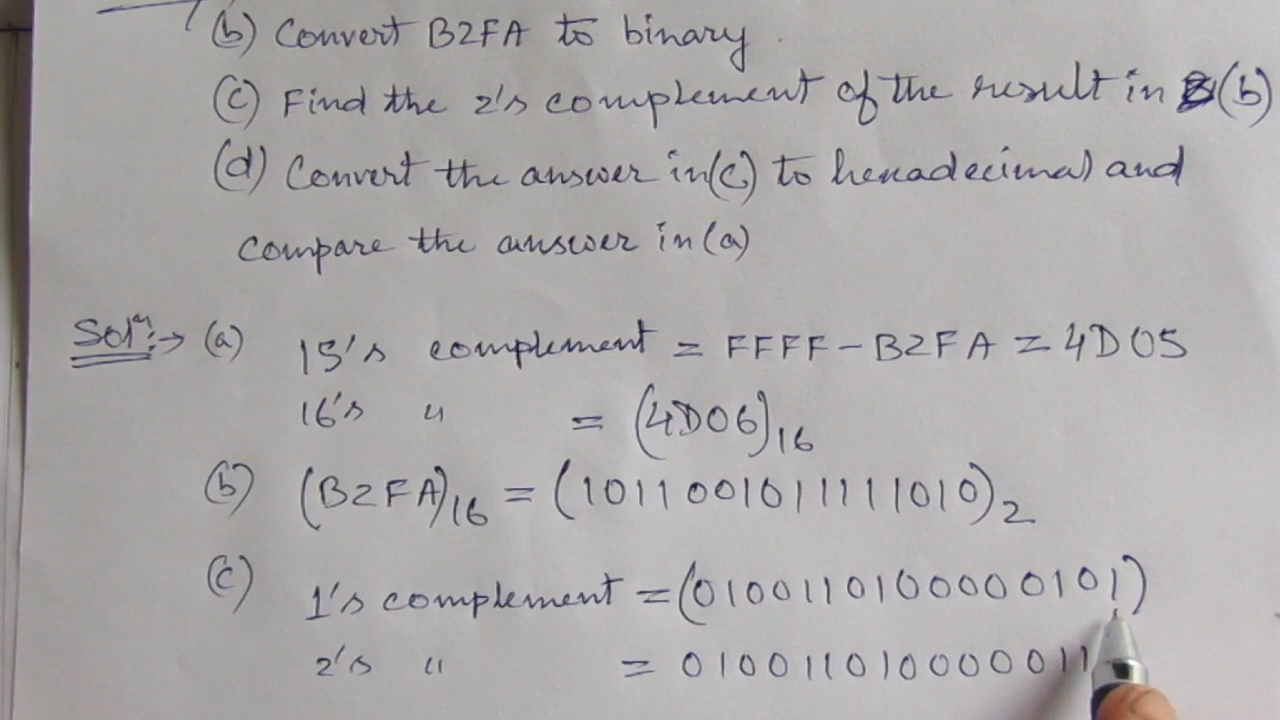 (b) Convert B2FA to binary.
(c) Find the 2's complement of the result in (b)
(d) Convert the answer in (c) to hexadecimal and
compare the answer in (a)
Solⁿ:→ (a) 15's complement = FFFF-B2FA = 4D05
16's " = (4D06)₁₆
(b) (B2FA)₁₆ = (1011001011111010)₂
(c) 1's complement = (0100110100000101)
2's " = 010011010000011